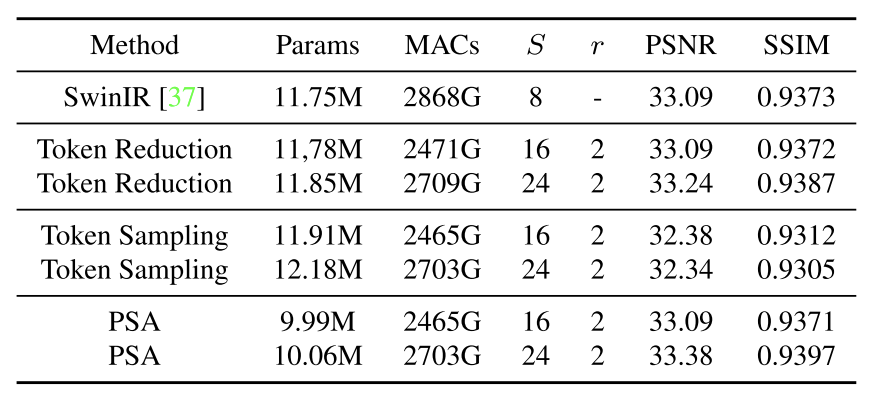 Method Params MACs S r PSNR SSIM
SwinIR [37] 11.75M 2868G 8 - 33.09 0.9373
Token Reduction 11,78M 2471G 16 2 33.09 0.9372
Token Reduction 11.85M 2709G 24 2 33.24 0.9387
Token Sampling 11.91M 2465G 16 2 32.38 0.9312
Token Sampling 12.18M 2703G 24 2 32.34 0.9305
PSA 9.99M 2465G 16 2 33.09 0.9371
PSA 10.06M 2703G 24 2 33.38 0.9397